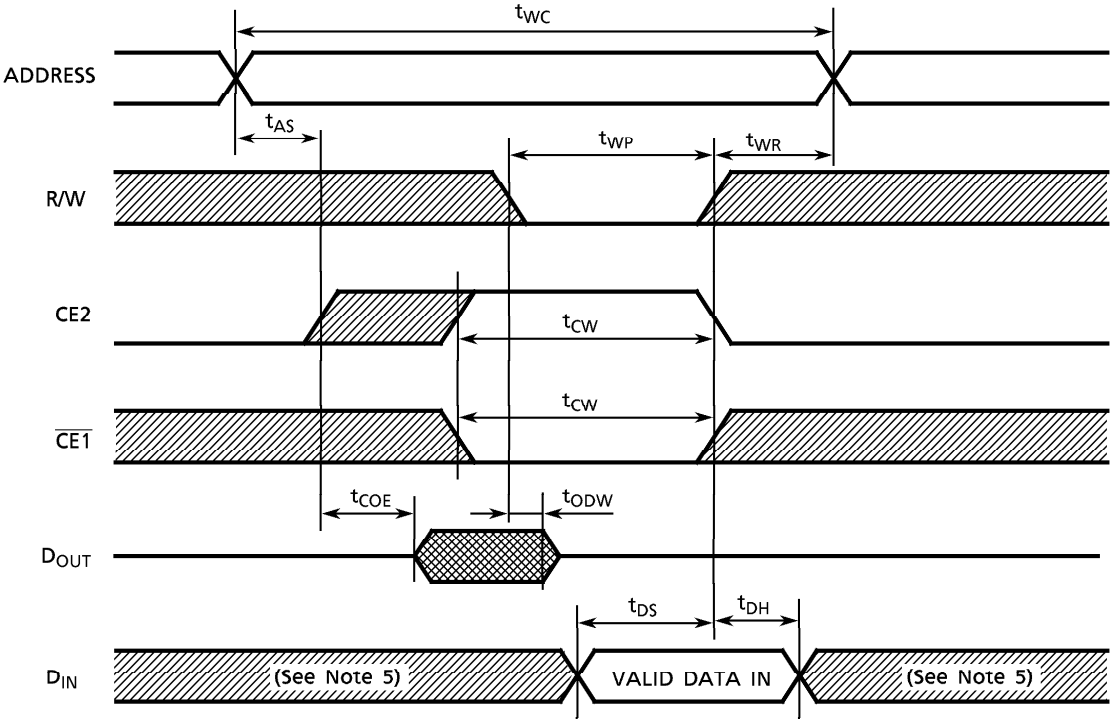 tWC
ADDRESS
tAS
tWP
tWR
R/W
CE2
tCW
tCW
CE1
tCOE
tODW
DOUT
tDS
tDH
DIN
(See Note 5)
VALID DATA IN
(See Note 5)